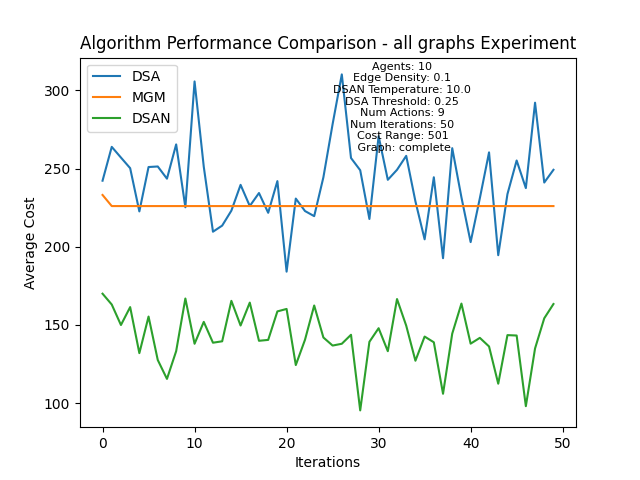 Algorithm Performance Comparison - all graphs Experiment
DSA
MGM
DSAN
Agents: 10
Edge Density: 0.1
DSAN Temperature: 10.0
DSA Threshold: 0.25
Num Actions: 9
Num Iterations: 50
Cost Range: 501
Graph: complete
Average Cost
300
250
200
150
100
0
10
20
30
40
50
Iterations